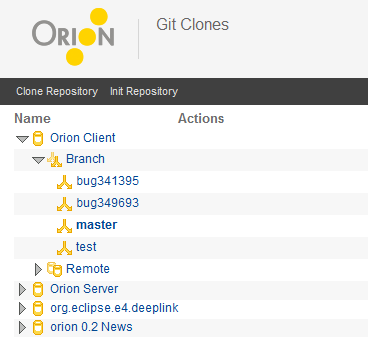 ORION
Git Clones
Clone Repository Init Repository
Name Actions
Orion Client
Branch
bug341395
bug349693
master
test
Remote
Orion Server
org.eclipse.e4.deeplink
orion 0.2 News